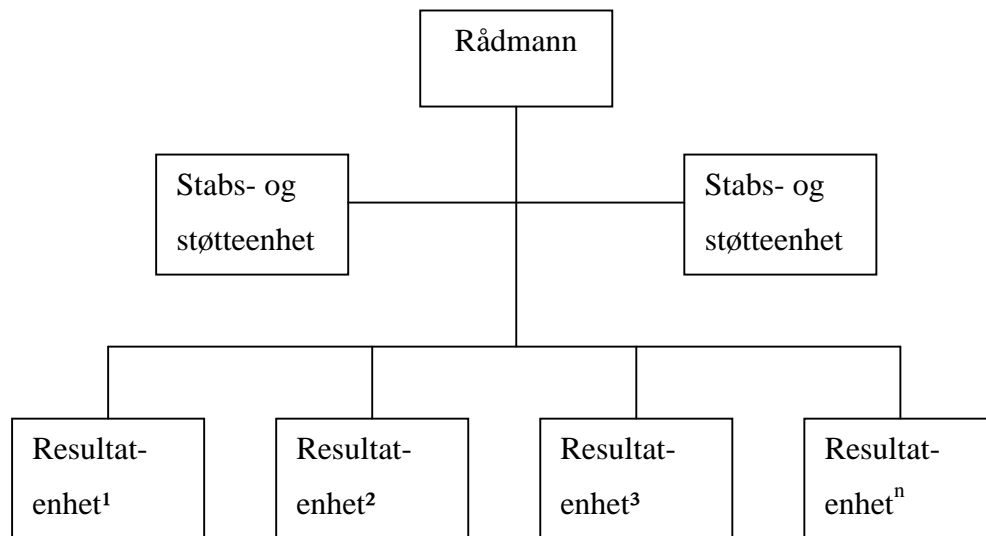 Rådmann
Stabs- og
støtteenhet
Stabs- og
støtteenhet
Resultat-
enhet¹
Resultat-
enhet²
Resultat-
enhet³
Resultat-
enhetⁿ